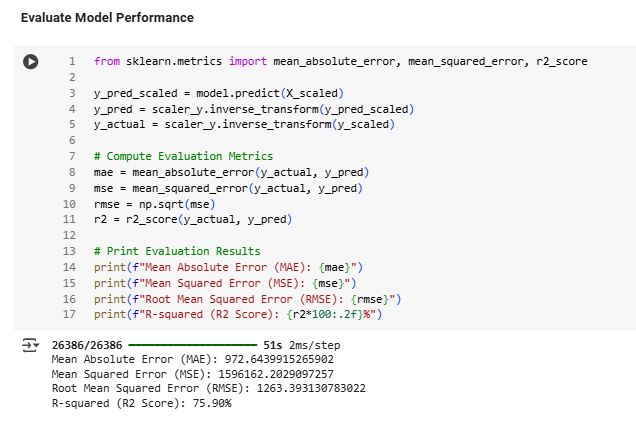 Evaluate Model Performance
1 from sklearn.metrics import mean_absolute_error, mean_squared_error, r2_score
2
3 y_pred_scaled = model.predict(X_scaled)
4 y_pred = scaler_y.inverse_transform(y_pred_scaled)
5 y_actual = scaler_y.inverse_transform(y_scaled)
6
7 # Compute Evaluation Metrics
8 mae = mean_absolute_error(y_actual, y_pred)
9 mse = mean_squared_error(y_actual, y_pred)
10 rmse = np.sqrt(mse)
11 r2 = r2_score(y_actual, y_pred)
12
13 # Print Evaluation Results
14 print(f"Mean Absolute Error (MAE): {mae}")
15 print(f"Mean Squared Error (MSE): {mse}")
16 print(f"Root Mean Squared Error (RMSE): {rmse}")
17 print(f"R-squared (R2 Score): {r2*100:.2f}%")
26386/26386 ━━━━━━━━━━━━━━━━━━━━ 51s 2ms/step
Mean Absolute Error (MAE): 972.6439915265902
Mean Squared Error (MSE): 1596162.2029097257
Root Mean Squared Error (RMSE): 1263.393130783022
R-squared (R2 Score): 75.90%